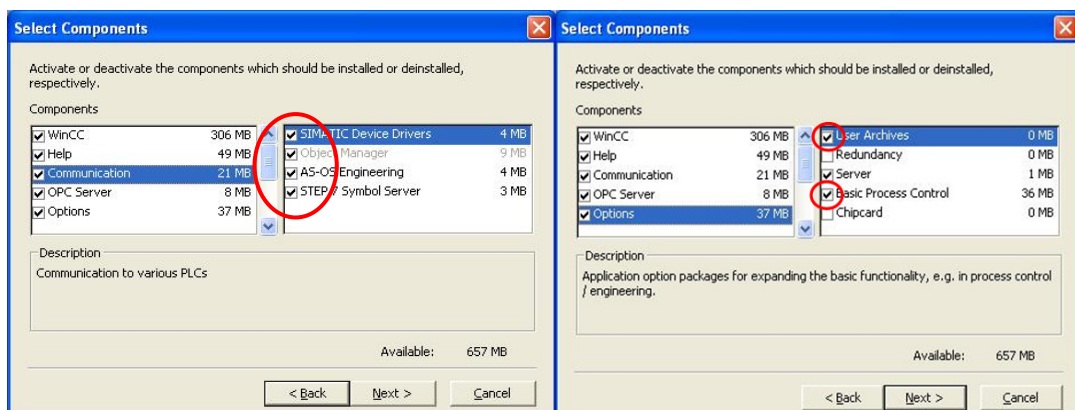 Select Components
Activate or deactivate the components which should be installed or deinstalled,
respectively.
Components
WinCC 306 MB
Help 49 MB
Communication 21 MB
OPC Server 8 MB
Options 37 MB
SIMATIC Device Drivers 4 MB
Object Manager 9 MB
AS-OS Engineering 4 MB
STEP 7 Symbol Server 3 MB
Description
Communication to various PLCs
Available: 657 MB
< Back Next > Cancel
Select Components
Activate or deactivate the components which should be installed or deinstalled,
respectively.
Components
WinCC 306 MB
Help 49 MB
Communication 21 MB
OPC Server 8 MB
Options 37 MB
User Archives 0 MB
Redundancy 0 MB
Server 1 MB
Basic Process Control 36 MB
Chipcard 0 MB
Description
Application option packages for expanding the basic functionality, e.g. in process control
/ engineering.
Available: 657 MB
< Back Next > Cancel